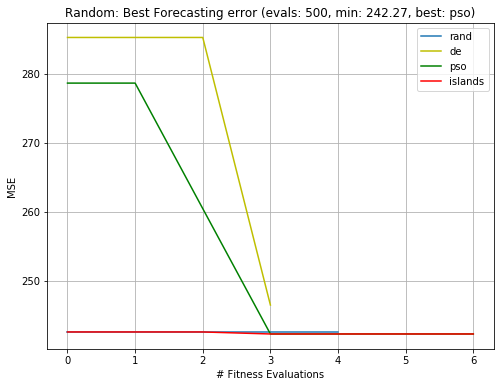 Random: Best Forecasting error (evals: 500, min: 242.27, best: pso)
rand
de
pso
islands
MSE
280
270
260
250
0 1 2 3 4 5 6
# Fitness Evaluations